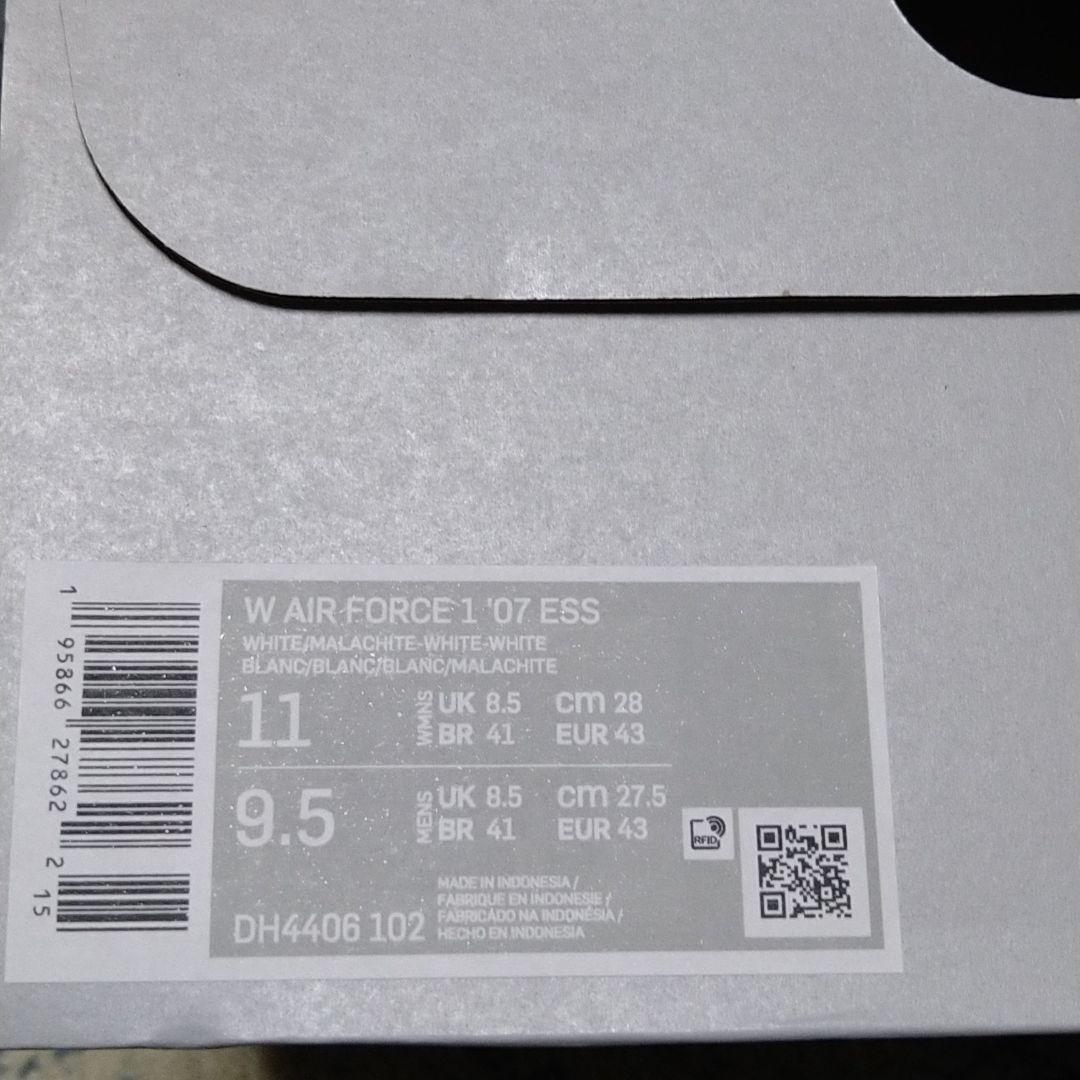 W AIR FORCE 1 '07 ESS
WHITE/MALACHITE-WHITE-WHITE
BLANC/BLANC/BLANC/MALACHITE
11 WMNS UK 8.5 cm 28
BR 41 EUR 43
9.5 MENS UK 8.5 cm 27.5
BR 41 EUR 43
RFID
MADE IN INDONESIA /
FABRIQUE EN INDONESIE /
FABRICADO NA INDONÉSIA /
HECHO EN INDONESIA
DH4406 102
1 95866 27862 2 15